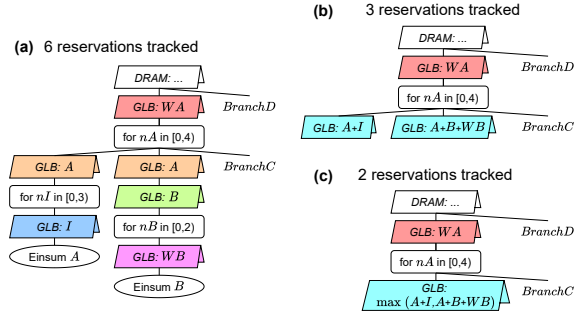 (a) 6 reservations tracked
DRAM: ...
GLB: WA
BranchD
for nA in [0,4)
GLB: A
GLB: A
BranchC
for nI in [0,3)
GLB: B
GLB: I
for nB in [0,2)
Einsum A
GLB: WB
Einsum B
(b) 3 reservations tracked
DRAM: ...
GLB: WA
BranchD
for nA in [0,4)
GLB: A+I
GLB: A+B+WB
BranchC
(c) 2 reservations tracked
DRAM: ...
GLB: WA
BranchD
for nA in [0,4)
GLB:
max (A+I,A+B+WB)
BranchC